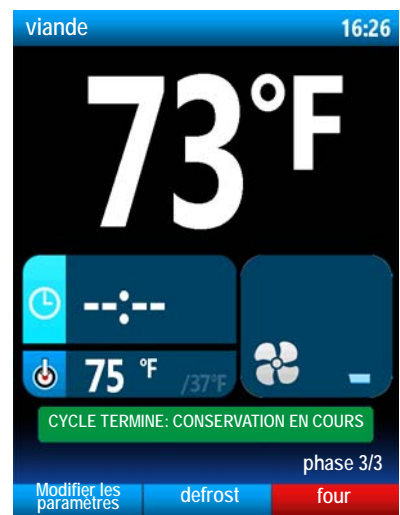 viande 16:26
73°F
--:--
75 °F /37°F
CYCLE TERMINE: CONSERVATION EN COURS
phase 3/3
Modifier les
paramètres
defrost
four